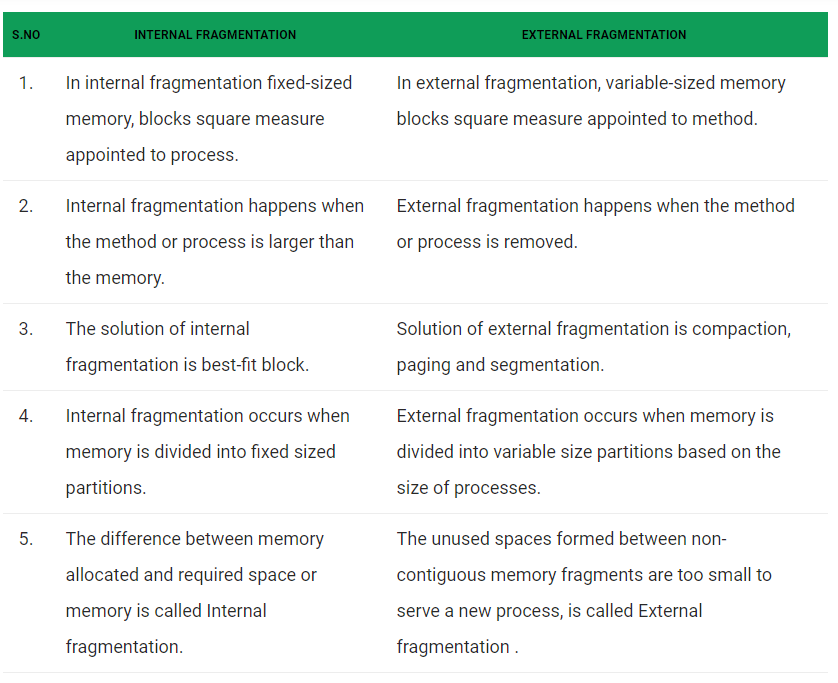 S.NO INTERNAL FRAGMENTATION EXTERNAL FRAGMENTATION
1. In internal fragmentation fixed-sized
memory, blocks square measure
appointed to process.
In external fragmentation, variable-sized memory
blocks square measure appointed to method.
2. Internal fragmentation happens when
the method or process is larger than
the memory.
External fragmentation happens when the method
or process is removed.
3. The solution of internal
fragmentation is best-fit block.
Solution of external fragmentation is compaction,
paging and segmentation.
4. Internal fragmentation occurs when
memory is divided into fixed sized
partitions.
External fragmentation occurs when memory is
divided into variable size partitions based on the
size of processes.
5. The difference between memory
allocated and required space or
memory is called Internal
fragmentation.
The unused spaces formed between non-
contiguous memory fragments are too small to
serve a new process, is called External
fragmentation .